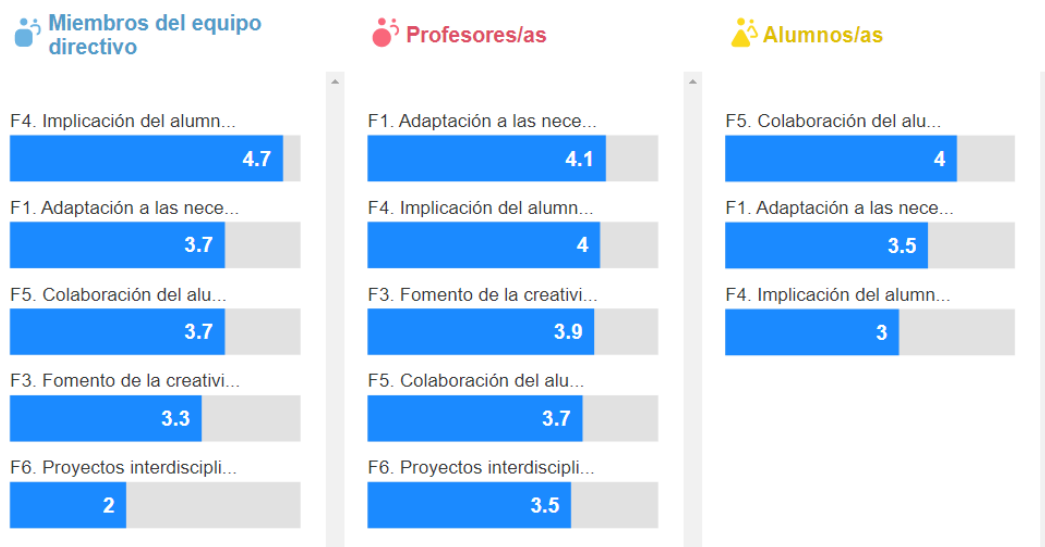 Miembros del equipo
directivo
F4. Implicación del alumn...
4.7
F1. Adaptación a las nece...
3.7
F5. Colaboración del alu...
3.7
F3. Fomento de la creativi...
3.3
F6. Proyectos interdiscipli...
2
Profesores/as
F1. Adaptación a las nece...
4.1
F4. Implicación del alumn...
4
F3. Fomento de la creativi...
3.9
F5. Colaboración del alu...
3.7
F6. Proyectos interdiscipli...
3.5
Alumnos/as
F5. Colaboración del alu...
4
F1. Adaptación a las nece...
3.5
F4. Implicación del alumn...
3